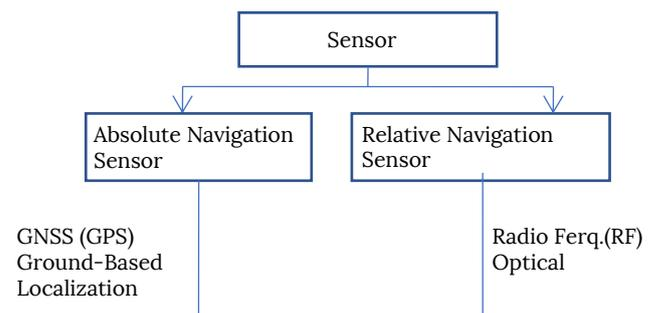 Sensor
Absolute Navigation
Sensor
Relative Navigation
Sensor
GNSS (GPS)
Ground-Based
Localization
Radio Ferq.(RF)
Optical